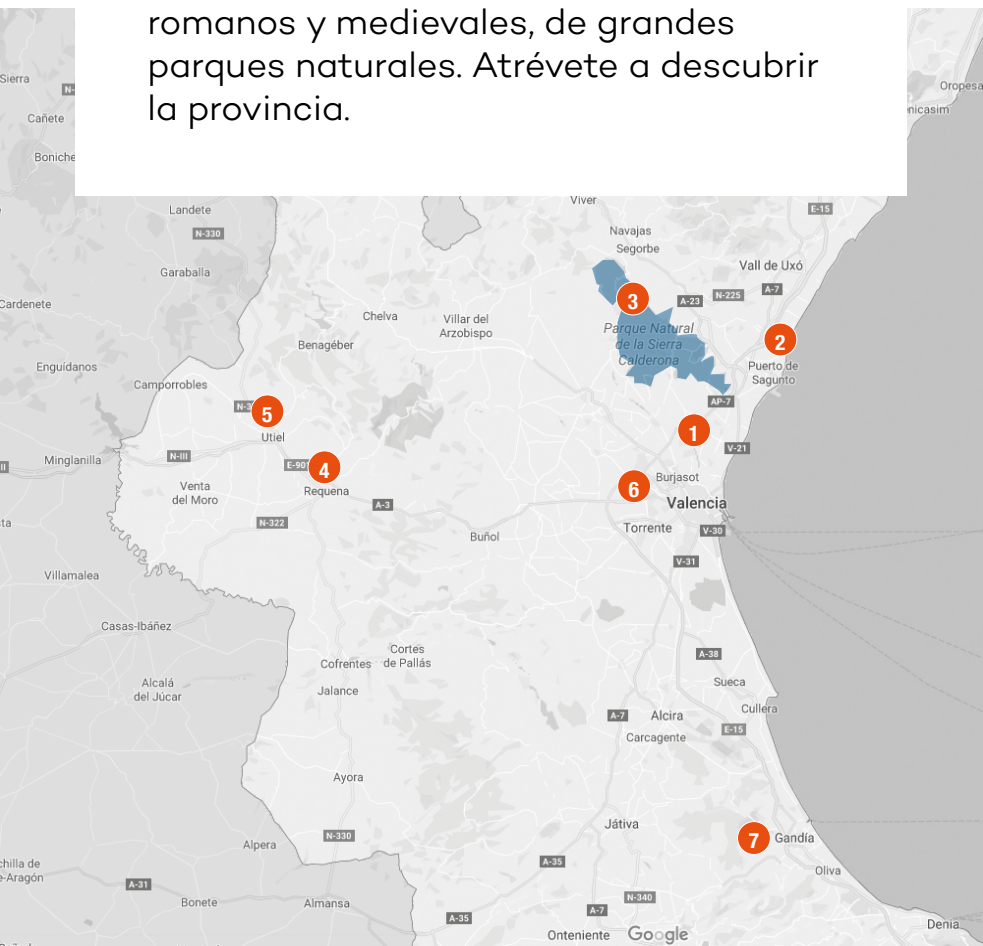 romanos y medievales, de grandes
parques naturales. Atrévete a descubrir
la provincia.
Sierra
Oropesa
Cañete
Boniche
Viver
Landete
E-15
N-330
Navajas
Segorbe
Vall de Uxó
Garaballa
A-7
N-225
A-23
3
Cardenete
Chelva
Villar del
Arzobispo
Parque Natural
de la Sierra
Calderona
2
Benagéber
Puerto de
Sagunto
Enguídanos
Camporrobles
AP-7
5
Utiel
1
V-21
N-III
Minglanilla
4
Requena
Venta
del Moro
Burjasot
6
Valencia
A-3
N-322
Torrente
V-30
Buñol
V-31
Villamalea
Casas-Ibáñez
Cortes
de Pallás
A-38
Cofrentes
Alcalá
del Júcar
Jalance
Sueca
Cullera
A-7
Alcira
E-15
Carcagente
Ayora
Játiva
N-330
7
Gandía
Alpera
A-35
Oliva
A-31
N-340
Bonete
Almansa
A-35
A-7
Onteniente
Google
Denia